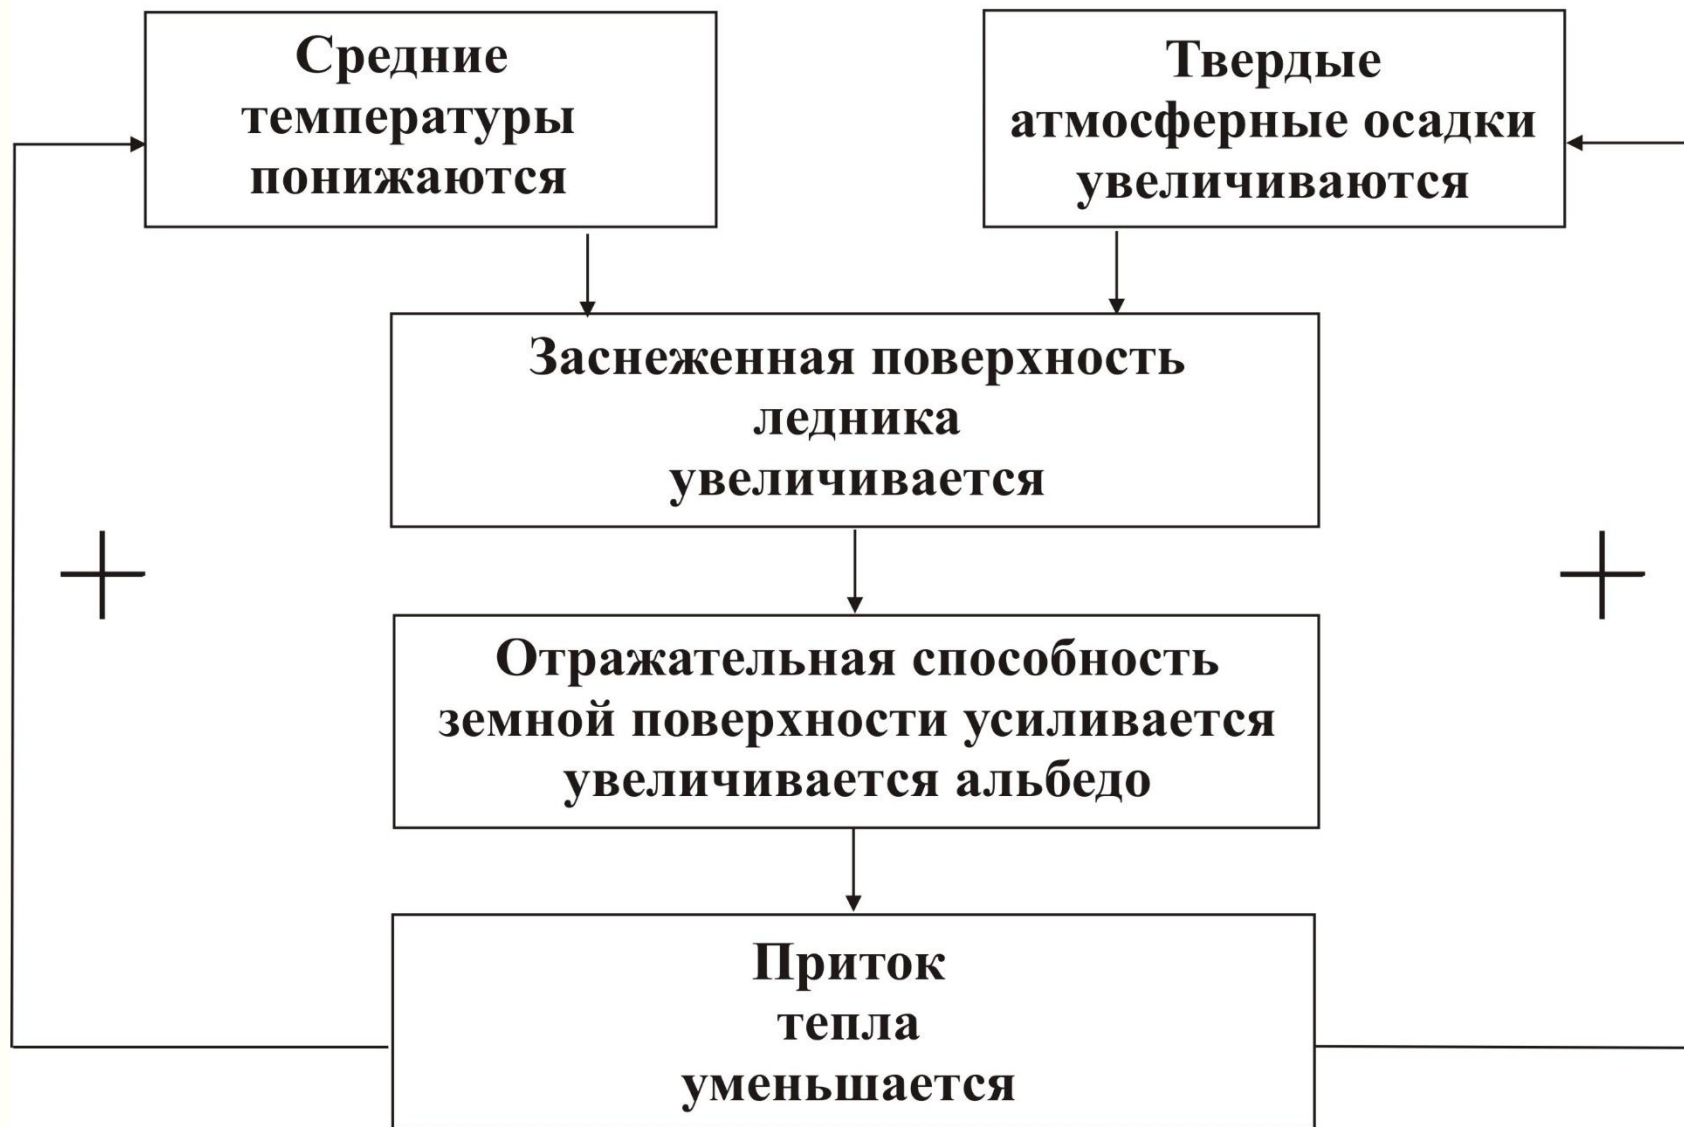 Средние
температуры
понижаются
Твердые
атмосферные осадки
увеличиваются
Заснеженная поверхность
ледника
увеличивается
Отражательная способность
земной поверхности усиливается
увеличивается альбедо
Приток
тепла
уменьшается